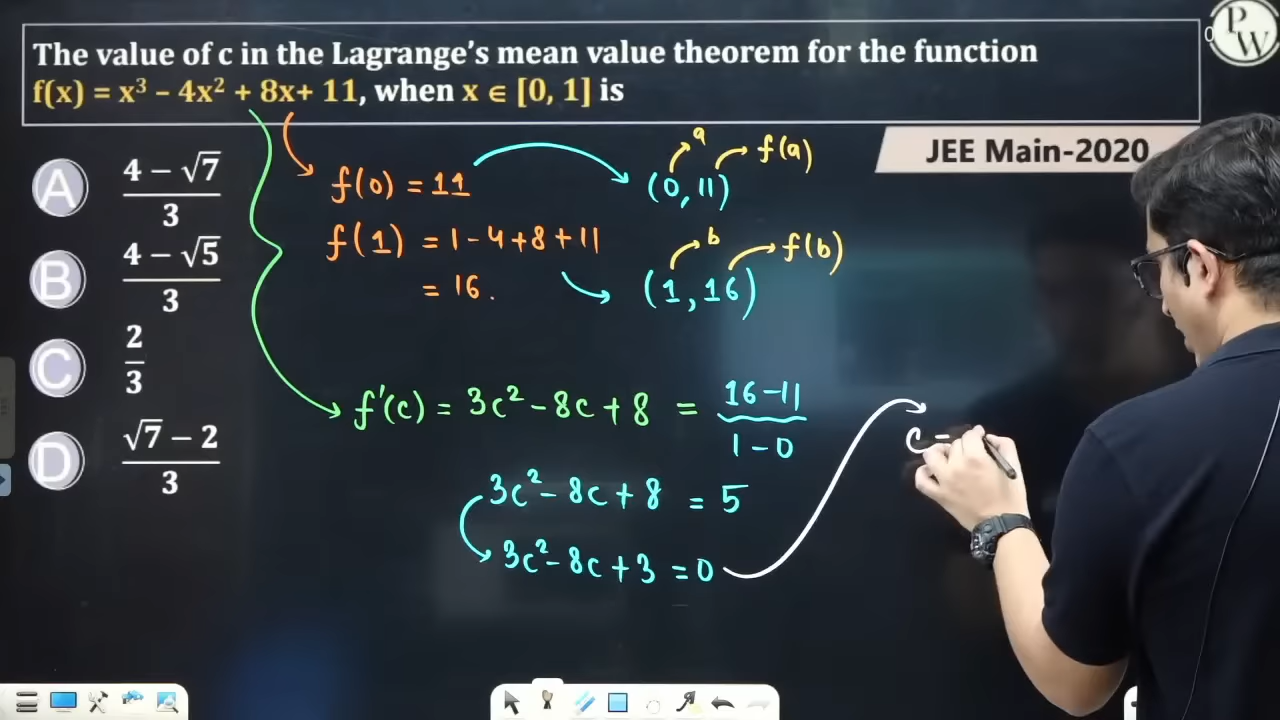 The value of c in the Lagrange's mean value theorem for the function
f(x) = x³ − 4x² + 8x+ 11, when x ∈ [0, 1] is
PW
JEE Main-2020
A
4 − √7
3
B
4 − √5
3
C
2
3
D
√7 − 2
3
f(0) = 11
(0, 11)
a
f(a)
f(1) = 1 - 4 + 8 + 11
= 16.
(1, 16)
b
f(b)
f'(c) = 3c² - 8c + 8 = 16 - 11
1 - 0
3c² - 8c + 8 = 5
3c² - 8c + 3 = 0
c =